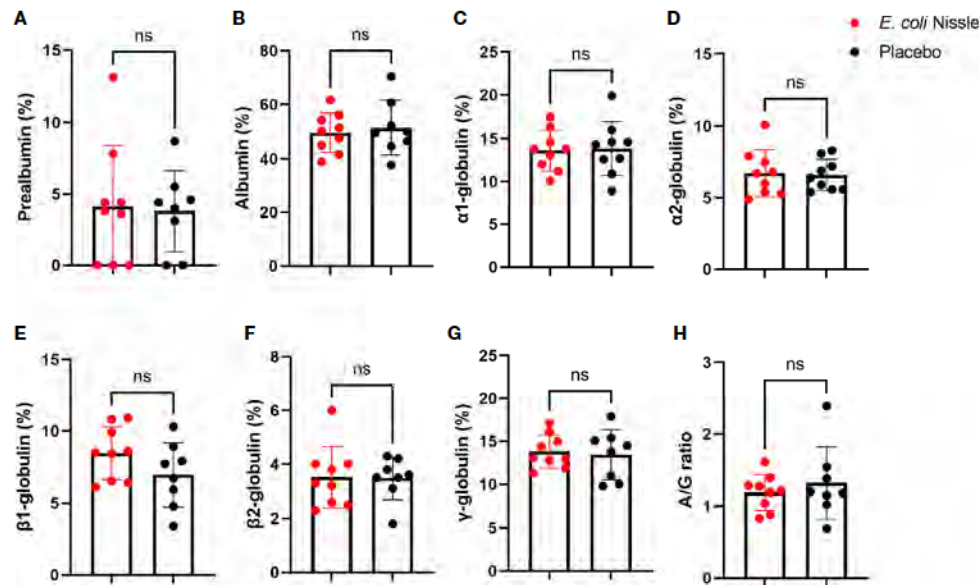 A
ns
Prealbumin (%)
15
10
5
0
B
ns
Albumin (%)
80
60
40
20
0
C
ns
α1-globulin (%)
25
20
15
10
5
0
D
ns
α2-globulin (%)
15
10
5
0
E. coli Nissle
Placebo
E
ns
β1-globulin (%)
15
10
5
0
F
ns
β2-globulin (%)
8
6
4
2
0
G
ns
γ-globulin (%)
25
20
15
10
5
0
H
ns
A/G ratio
3
2
1
0